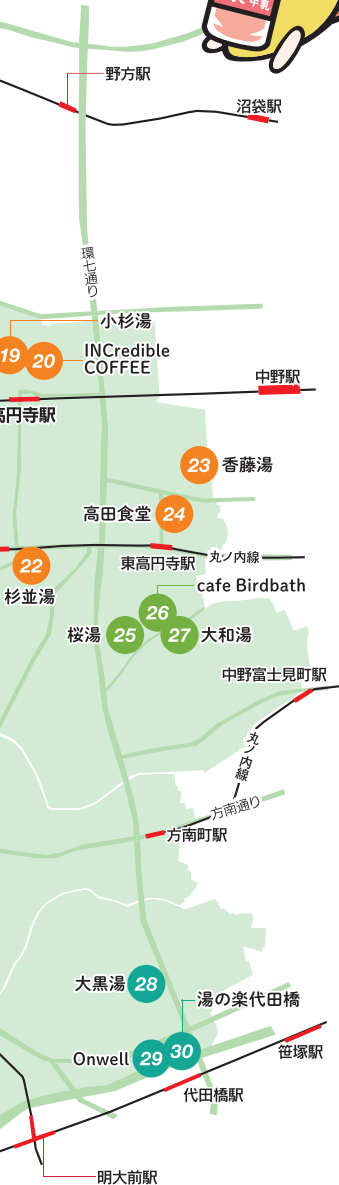 牛乳
野方駅
沼袋駅
環七通り
小杉湯
19
20
INCredible
COFFEE
中野駅
高円寺駅
23
香藤湯
高田食堂
24
東高円寺駅
丸ノ内線
22
杉並湯
cafe Birdbath
26
桜湯
25
27
大和湯
中野富士見町駅
丸ノ内線
方南通り
方南町駅
大黒湯
28
湯の楽代田橋
Onwell
29
30
笹塚駅
代田橋駅
明大前駅